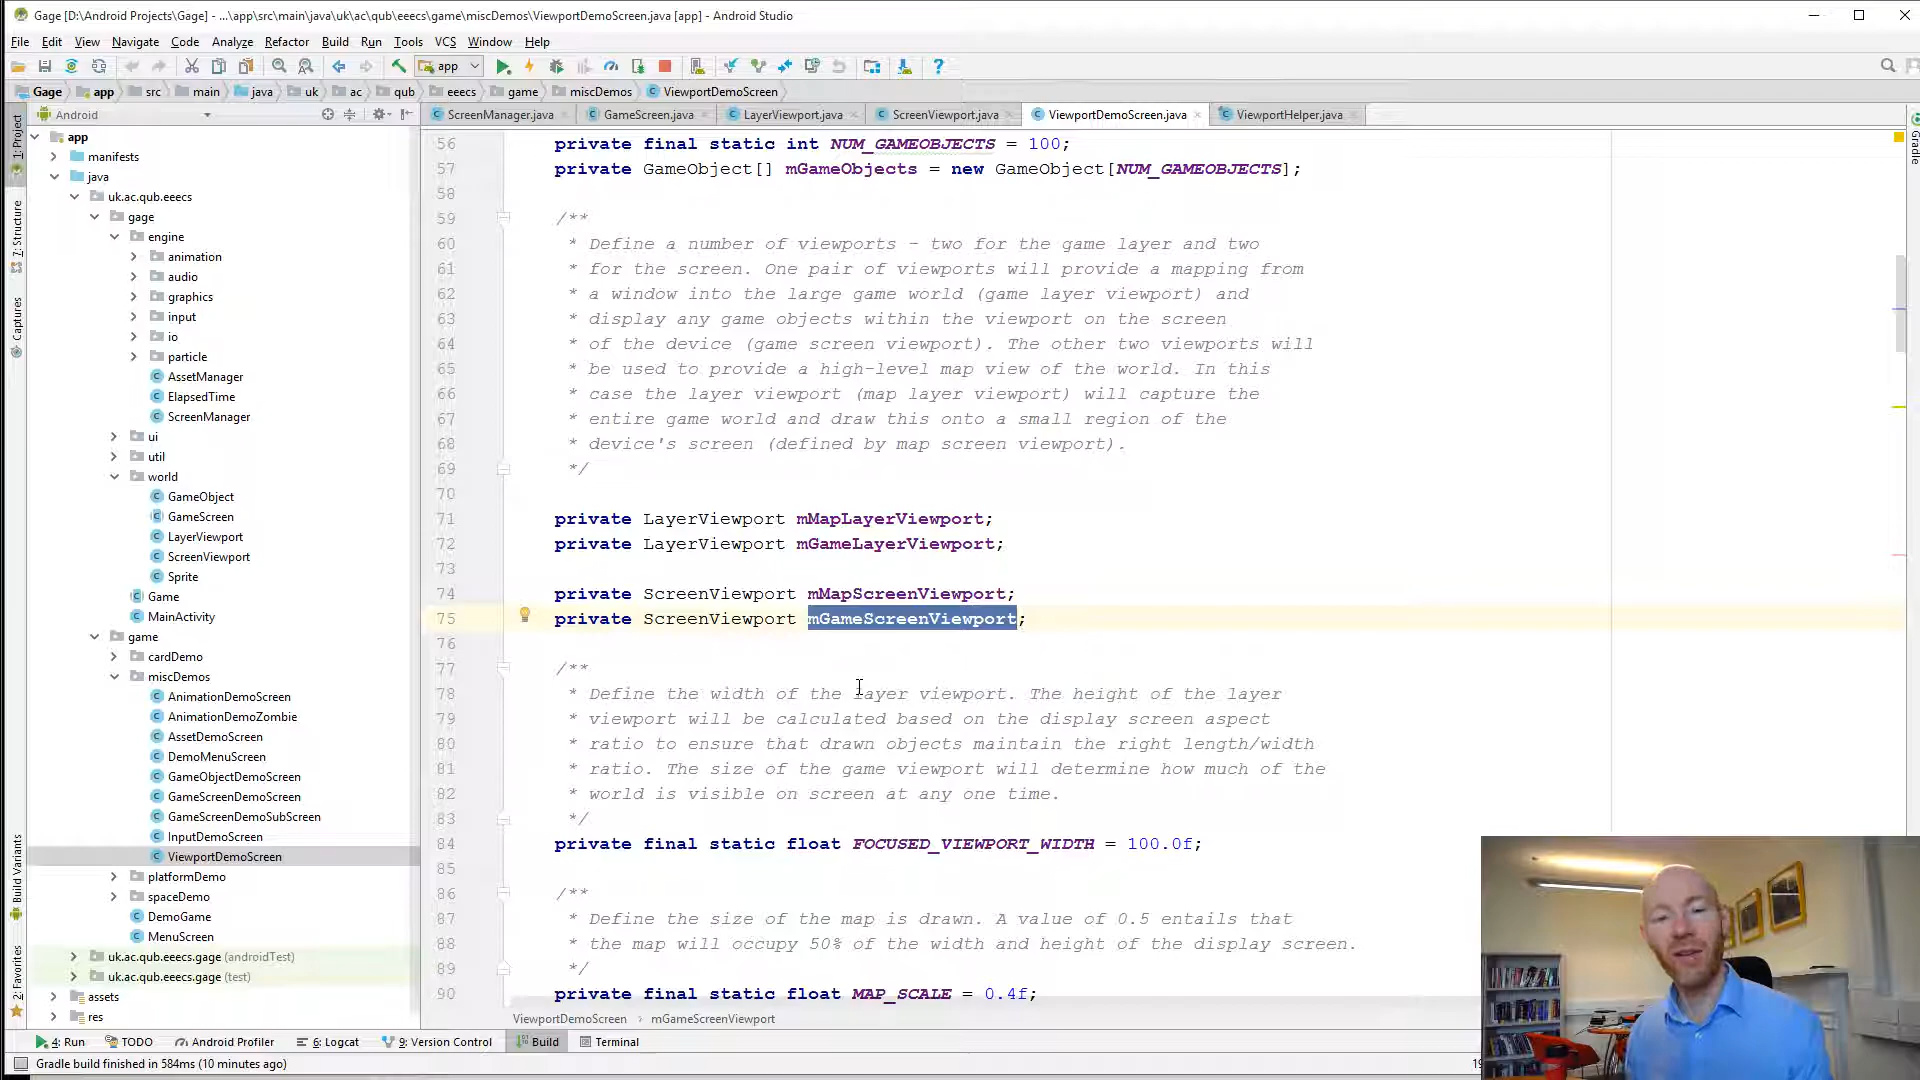 Gage [D:\Android Projects\Gage] - ...\app\src\main\java\uk\ac\qub\eeecs\game\miscDemos\ViewportDemoScreen.java [app] - Android Studio
File Edit View Navigate Code Analyze Refactor Build Run Tools VCS Window Help
app
Gage app src main java uk ac qub eeecs game miscDemos ViewportDemoScreen
Android
ScreenManager.java GameScreen.java LayerViewport.java ScreenViewport.java ViewportDemoScreen.java ViewportHelper.java
1: Project
7: Structure
Captures
Build Variants
2: Favorites
Gradle
app
manifests
java
uk.ac.qub.eeecs
gage
engine
animation
audio
graphics
input
io
particle
AssetManager
ElapsedTime
ScreenManager
ui
util
world
GameObject
GameScreen
LayerViewport
ScreenViewport
Sprite
Game
MainActivity
game
cardDemo
miscDemos
AnimationDemoScreen
AnimationDemoZombie
AssetDemoScreen
DemoMenuScreen
GameObjectDemoScreen
GameScreenDemoScreen
GameScreenDemoSubScreen
InputDemoScreen
ViewportDemoScreen
platformDemo
spaceDemo
DemoGame
MenuScreen
uk.ac.qub.eeecs.gage (androidTest)
uk.ac.qub.eeecs.gage (test)
assets
res
56 private final static int NUM_GAMEOBJECTS = 100;
57 private GameObject[] mGameObjects = new GameObject[NUM_GAMEOBJECTS];
58
59 /**
60 * Define a number of viewports - two for the game layer and two
61 * for the screen. One pair of viewports will provide a mapping from
62 * a window into the large game world (game layer viewport) and
63 * display any game objects within the viewport on the screen
64 * of the device (game screen viewport). The other two viewports will
65 * be used to provide a high-level map view of the world. In this
66 * case the layer viewport (map layer viewport) will capture the
67 * entire game world and draw this onto a small region of the
68 * device's screen (defined by map screen viewport).
69 */
70
71 private LayerViewport mMapLayerViewport;
72 private LayerViewport mGameLayerViewport;
73
74 private ScreenViewport mMapScreenViewport;
75 private ScreenViewport mGameScreenViewport;
76
77 /**
78 * Define the width of the layer viewport. The height of the layer
79 * viewport will be calculated based on the display screen aspect
80 * ratio to ensure that drawn objects maintain the right length/width
81 * ratio. The size of the game viewport will determine how much of the
82 * world is visible on screen at any one time.
83 */
84 private final static float FOCUSED_VIEWPORT_WIDTH = 100.0f;
85
86 /**
87 * Define the size of the map is drawn. A value of 0.5 entails that
88 * the map will occupy 50% of the width and height of the display screen.
89 */
90 private final static float MAP_SCALE = 0.4f;
ViewportDemoScreen mGameScreenViewport
4: Run TODO Android Profiler 6: Logcat 9: Version Control Build Terminal
Gradle build finished in 584ms (10 minutes ago)